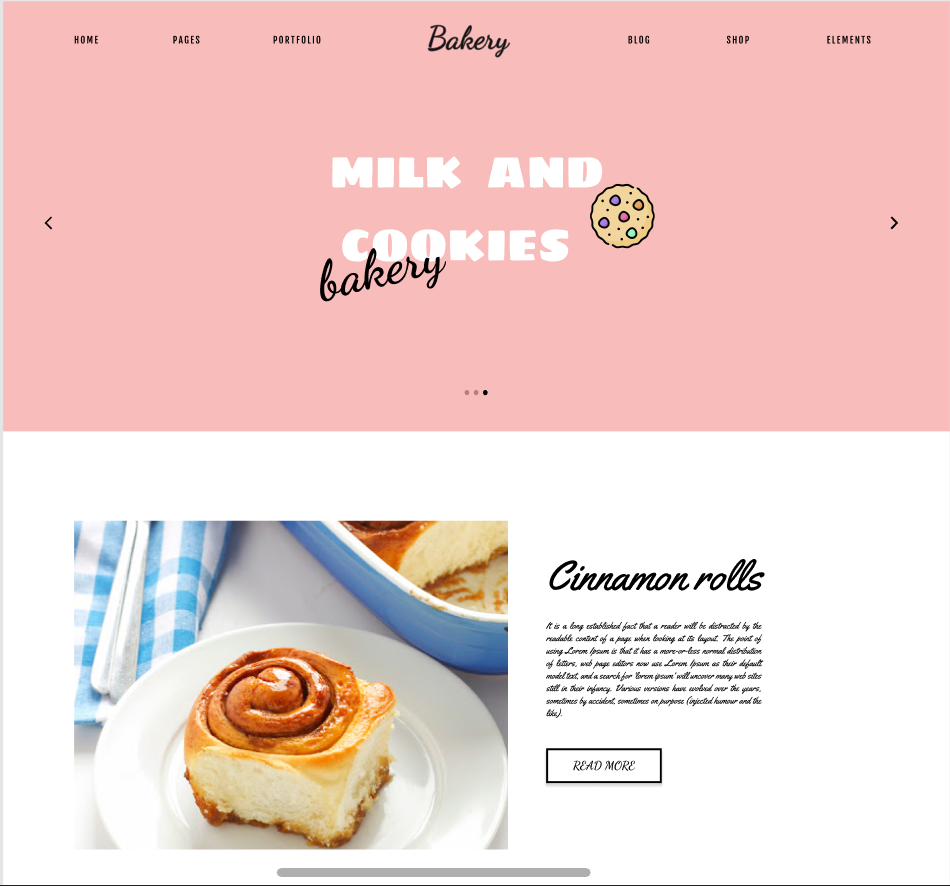 HOME PAGES PORTFOLIO Bakery BLOG SHOP ELEMENTS
MILK AND
COOKIES
bakery
Cinnamon rolls
It is a long established fact that a reader will be distracted by the
readable content of a page when looking at its layout. The point of
using Lorem Ipsum is that it has a more-or-less normal distribution
of letters, web page editors now use Lorem Ipsum as their default
model text, and a search for 'lorem ipsum' will uncover many web sites
still in their infancy. Various versions have evolved over the years,
sometimes by accident, sometimes on purpose (injected humour and the
like).
READ MORE